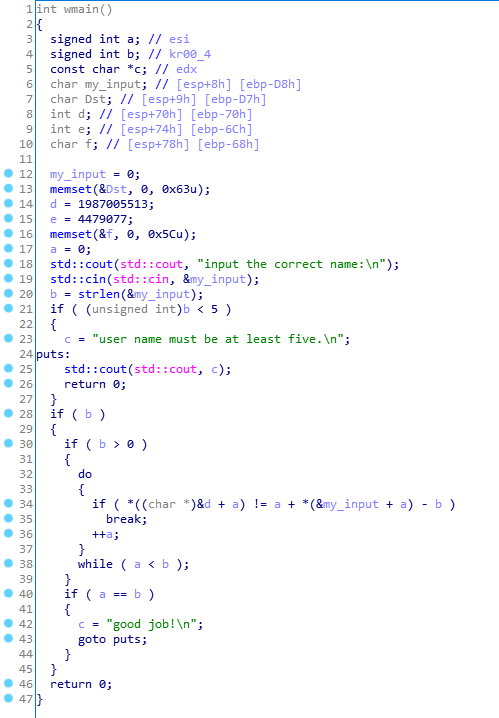 1 int wmain()
2 {
3   signed int a; // esi
4   signed int b; // kr00_4
5   const char *c; // edx
6   char my_input; // [esp+8h] [ebp-D8h]
7   char Dst; // [esp+9h] [ebp-D7h]
8   int d; // [esp+70h] [ebp-70h]
9   int e; // [esp+74h] [ebp-6Ch]
10   char f; // [esp+78h] [ebp-68h]
11
12   my_input = 0;
13   memset(&Dst, 0, 0x63u);
14   d = 1987005513;
15   e = 4479077;
16   memset(&f, 0, 0x5Cu);
17   a = 0;
18   std::cout(std::cout, "input the correct name:\n");
19   std::cin(std::cin, &my_input);
20   b = strlen(&my_input);
21   if ( (unsigned int)b < 5 )
22   {
23     c = "user name must be at least five.\n";
24 puts:
25     std::cout(std::cout, c);
26     return 0;
27   }
28   if ( b )
29   {
30     if ( b > 0 )
31     {
32       do
33       {
34         if ( *((char *)&d + a) != a + *(&my_input + a) - b )
35           break;
36         ++a;
37       }
38       while ( a < b );
39     }
40     if ( a == b )
41     {
42       c = "good job!\n";
43       goto puts;
44     }
45   }
46   return 0;
47 }